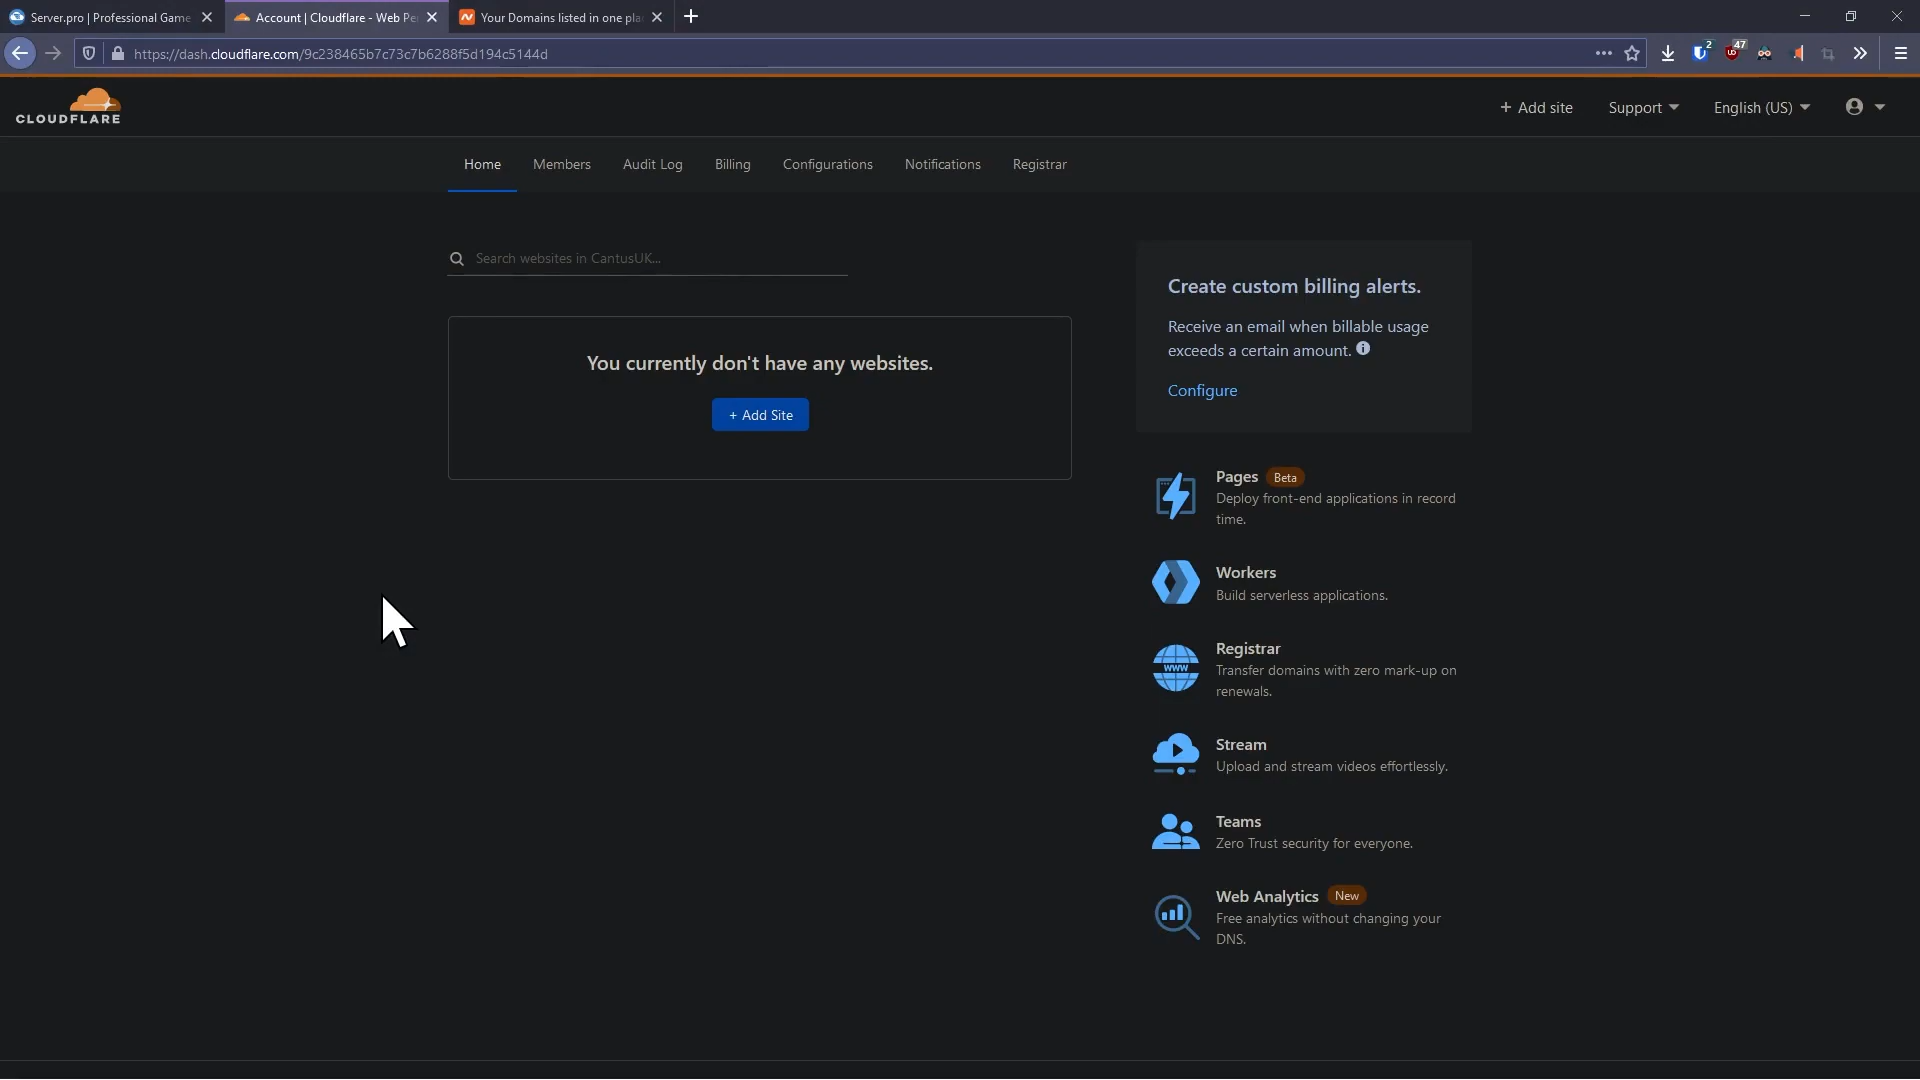 Server.pro | Professional Game
Account | Cloudflare - Web Pe
Your Domains listed in one pla
https://dash.cloudflare.com/9c238465b7c73c7b6288f5d194c5144d
2
47
CLOUDFLARE
+ Add site
Support
English (US)
Home
Members
Audit Log
Billing
Configurations
Notifications
Registrar
Search websites in CantusUK...
You currently don't have any websites.
+ Add Site
Create custom billing alerts.
Receive an email when billable usage
exceeds a certain amount.
Configure
Pages Beta
Deploy front-end applications in record
time.
Workers
Build serverless applications.
www
Registrar
Transfer domains with zero mark-up on
renewals.
Stream
Upload and stream videos effortlessly.
Teams
Zero Trust security for everyone.
Web Analytics New
Free analytics without changing your
DNS.